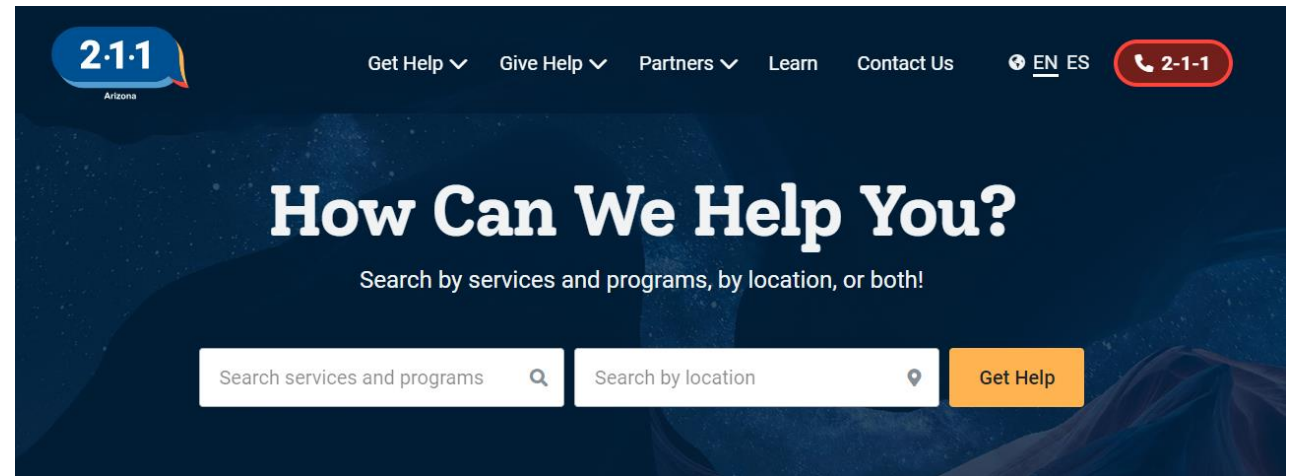 2·1·1
Arizona
Get Help Give Help Partners Learn Contact Us EN ES 2-1-1
How Can We Help You?
Search by services and programs, by location, or both!
Search services and programs Search by location Get Help